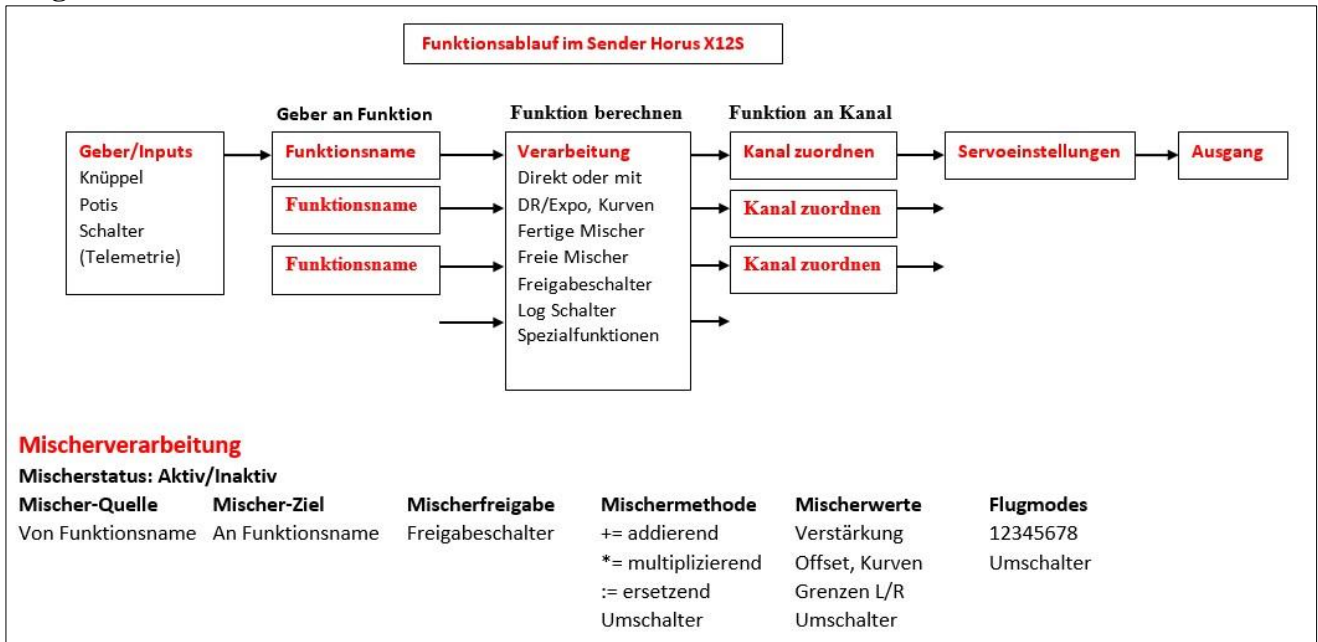 Funktionsablauf im Sender Horus X12S
Geber an Funktion Funktion berechnen Funktion an Kanal
Geber/Inputs
Knüppel
Potis
Schalter
(Telemetrie)
Funktionsname
Funktionsname
Funktionsname
Verarbeitung
Direkt oder mit
DR/Expo, Kurven
Fertige Mischer
Freie Mischer
Freigabeschalter
Log Schalter
Spezialfunktionen
Kanal zuordnen
Kanal zuordnen
Kanal zuordnen
Servoeinstellungen
Ausgang
Mischerverarbeitung
Mischerstatus: Aktiv/Inaktiv
Mischer-Quelle Mischer-Ziel Mischerfreigabe Mischermethode Mischerwerte Flugmodes
Von Funktionsname An Funktionsname Freigabeschalter += addierend Verstärkung 12345678
*= multiplizierend Offset, Kurven Umschalter
:= ersetzend Grenzen L/R
Umschalter Umschalter